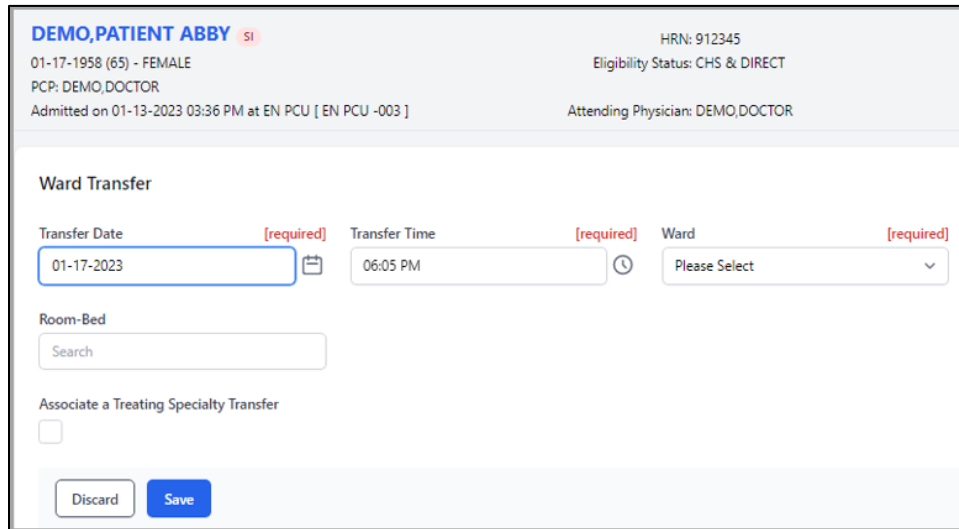 DEMO,PATIENT ABBY SI
HRN: 912345
01-17-1958 (65) - FEMALE
Eligibility Status: CHS & DIRECT
PCP: DEMO,DOCTOR
Admitted on 01-13-2023 03:36 PM at EN PCU [ EN PCU -003 ]
Attending Physician: DEMO,DOCTOR
Ward Transfer
Transfer Date [required] Transfer Time [required] Ward [required]
01-17-2023 06:05 PM Please Select
Room-Bed
Search
Associate a Treating Specialty Transfer
Discard Save